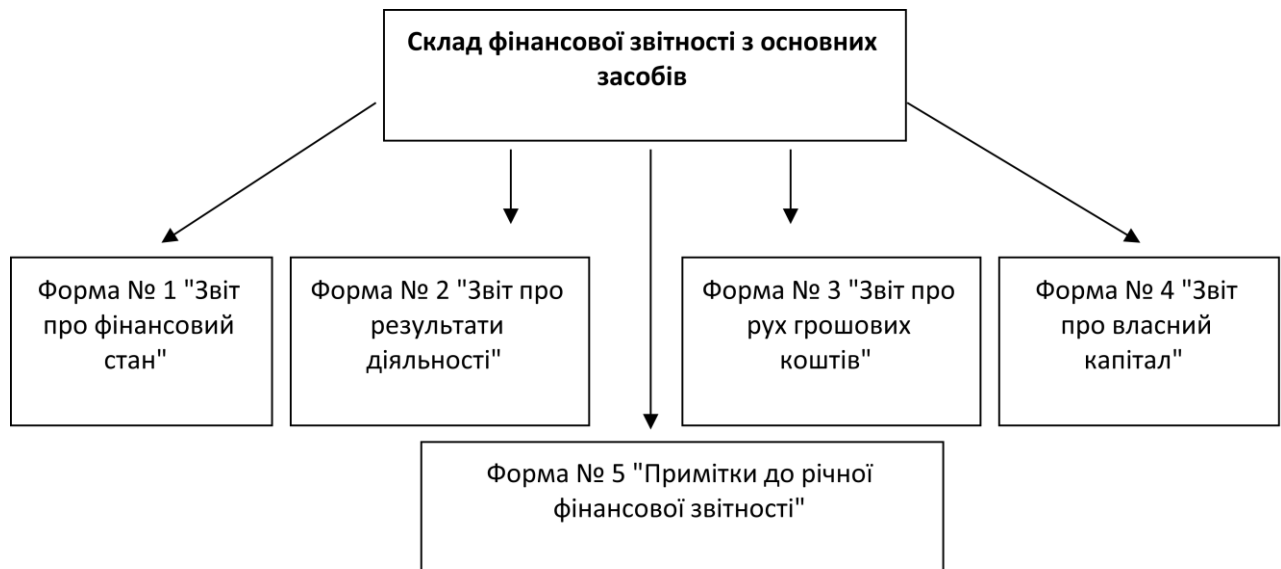 Склад фінансової звітності з основних
засобів
Форма № 1 "Звіт
про фінансовий
стан"
Форма № 2 "Звіт про
результати
діяльності"
Форма № 3 "Звіт про
рух грошових
коштів"
Форма № 4 "Звіт
про власний
капітал"
Форма № 5 "Примітки до річної
фінансової звітності"